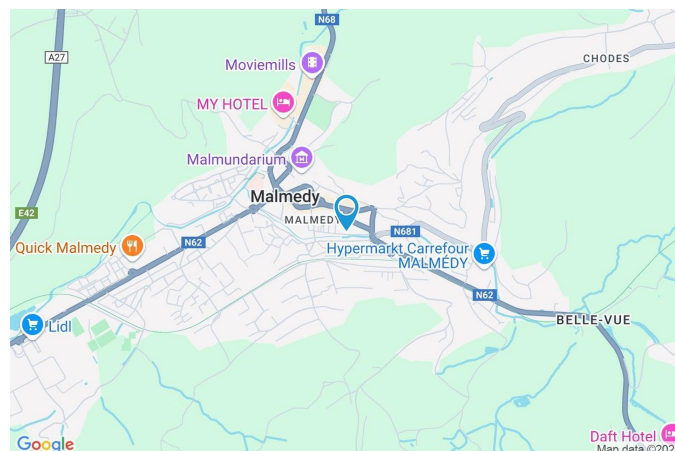 N68
A27
Moviemills
CHODES
MY HOTEL
Malmundarium
Malmedy
MALMEDY
E42
N62
N681
Quick Malmedy
Hypermarkt Carrefour
MALMEDY
N62
Lidl
BELLE-VUE
Daft Hotel
Google
Map data ©202